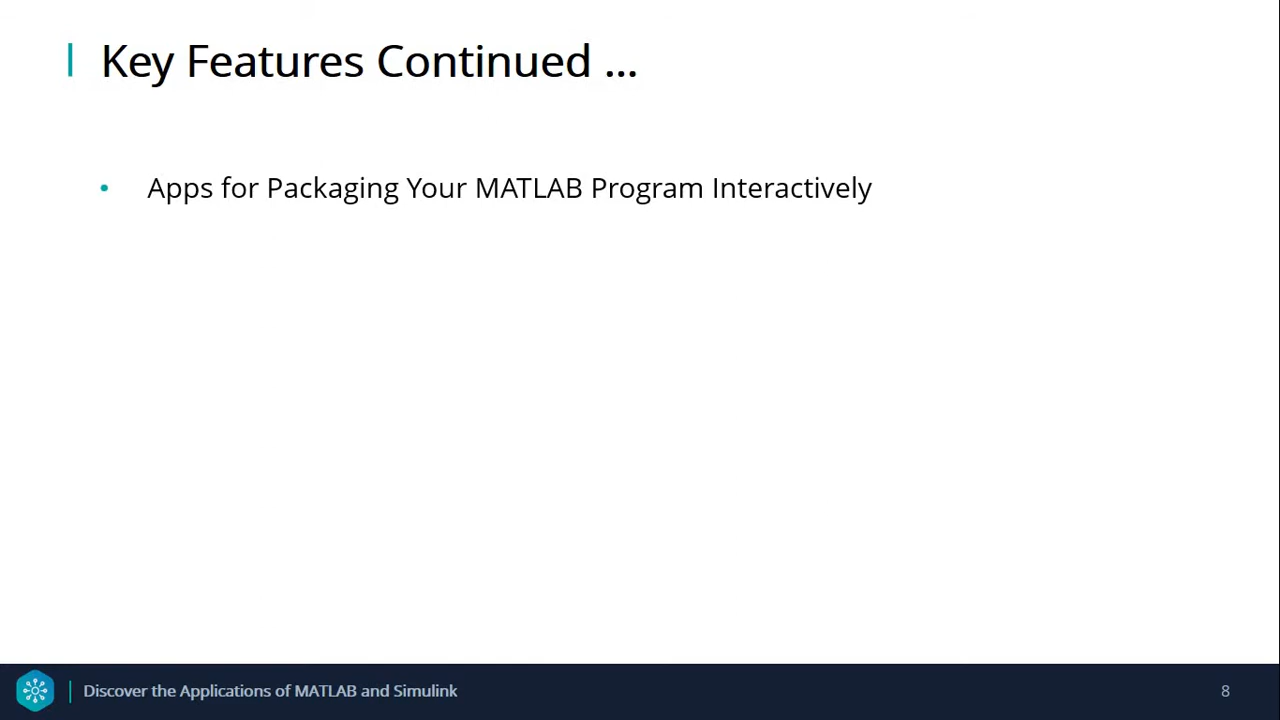 Key Features Continued ...
• Apps for Packaging Your MATLAB Program Interactively
Discover the Applications of MATLAB and Simulink
8